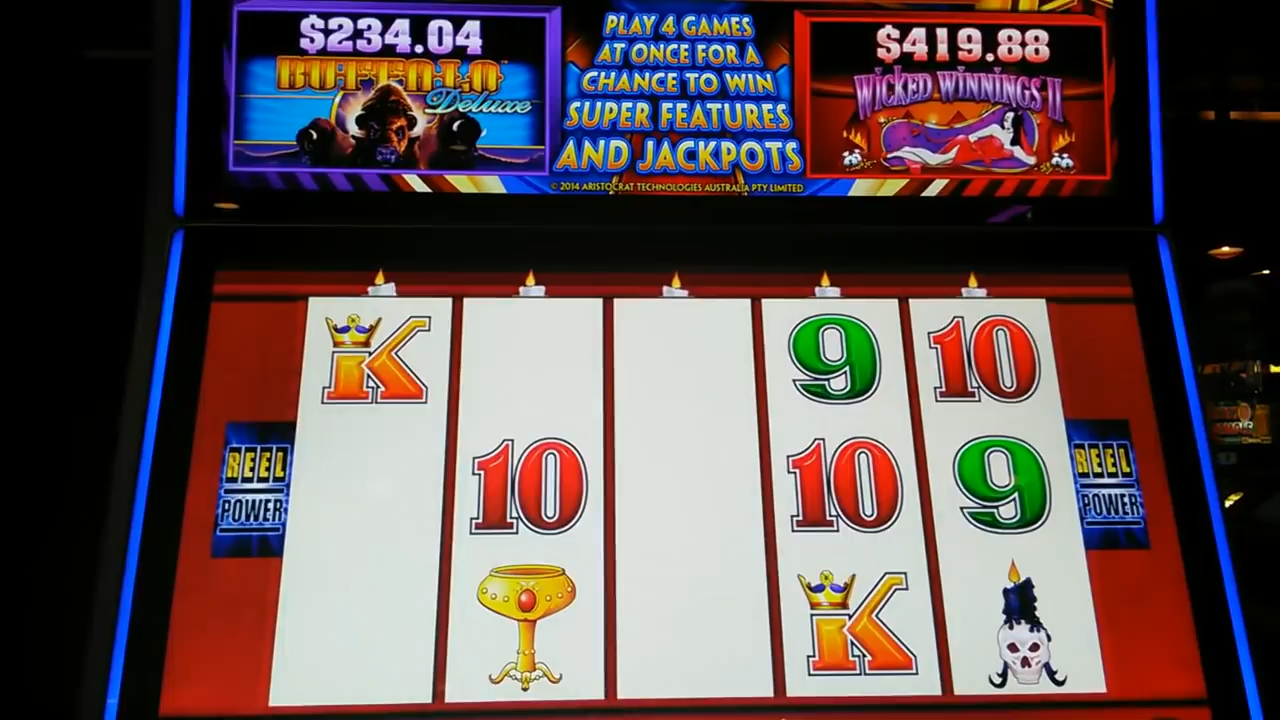 $234.04
BUFFALO
Deluxe
PLAY 4 GAMES
AT ONCE FOR A
CHANCE TO WIN
SUPER FEATURES
AND JACKPOTS
© 2014 ARISTOCRAT TECHNOLOGIES AUSTRALIA PTY LIMITED
$419.88
WICKED WINNINGS II
K
9
10
REEL
POWER
10
10
9
REEL
POWER
K